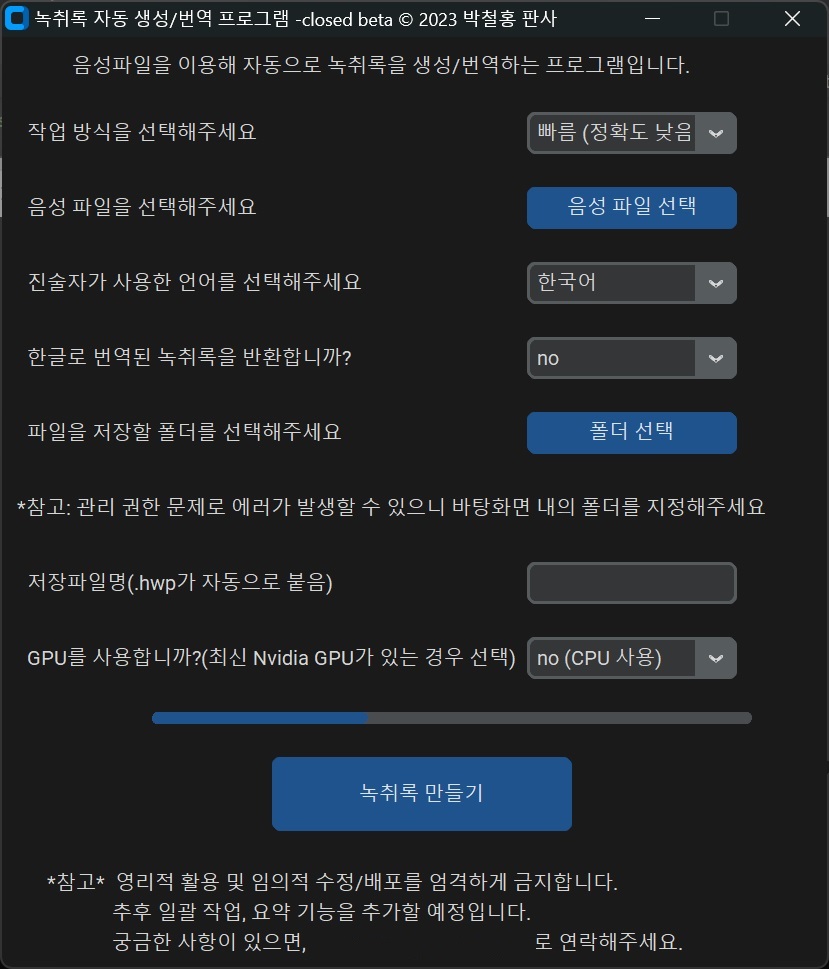 녹취록 자동 생성/번역 프로그램 -closed beta © 2023 박철홍 판사
음성파일을 이용해 자동으로 녹취록을 생성/번역하는 프로그램입니다.
작업 방식을 선택해주세요 빠름 (정확도 낮음
음성 파일을 선택해주세요 음성 파일 선택
진술자가 사용한 언어를 선택해주세요 한국어
한글로 번역된 녹취록을 반환합니까? no
파일을 저장할 폴더를 선택해주세요 폴더 선택
*참고: 관리 권한 문제로 에러가 발생할 수 있으니 바탕화면 내의 폴더를 지정해주세요
저장파일명(.hwp가 자동으로 붙음)
GPU를 사용합니까?(최신 Nvidia GPU가 있는 경우 선택) no (CPU 사용)
녹취록 만들기
*참고* 영리적 활용 및 임의적 수정/배포를 엄격하게 금지합니다.
추후 일괄 작업, 요약 기능을 추가할 예정입니다.
궁금한 사항이 있으면, 로 연락해주세요.